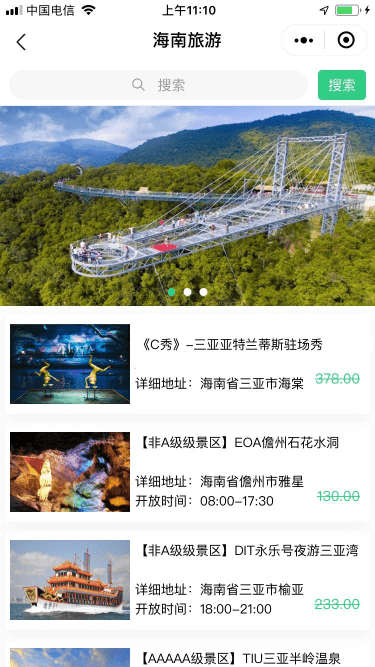 中国电信
上午11:10
海南旅游
搜索
搜索
《C秀》-三亚亚特兰蒂斯驻场秀
详细地址：海南省三亚市海棠
378.00
【非A级级景区】EOA儋州石花水洞
详细地址：海南省儋州市雅星
开放时间：08:00-17:30
130.00
【非A级级景区】DIT永乐号夜游三亚湾
详细地址：海南省三亚市榆亚
开放时间：18:00-21:00
233.00
【AAAAA级景区】TIU三亚半岭温泉